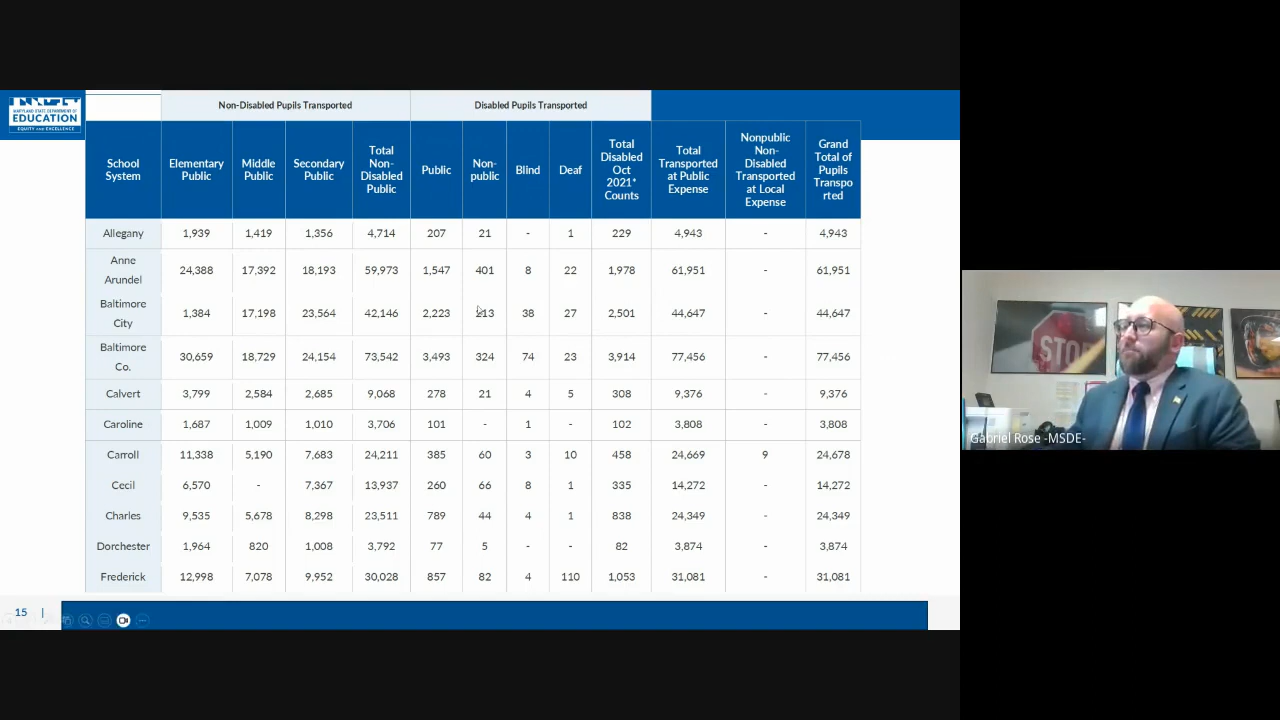 MARYLAND STATE DEPARTMENT OF
EDUCATION
EQUITY AND EXCELLENCE
Non-Disabled Pupils Transported Disabled Pupils Transported
School System Elementary Public Middle Public Secondary Public Total Non-Disabled Public Public Non-public Blind Deaf Total Disabled Oct 2021* Counts Total Transported at Public Expense Nonpublic Non-Disabled Transported at Local Expense Grand Total of Pupils Transported
Allegany 1,939 1,419 1,356 4,714 207 21 - 1 229 4,943 - 4,943
Anne Arundel 24,388 17,392 18,193 59,973 1,547 401 8 22 1,978 61,951 - 61,951
Baltimore City 1,384 17,198 23,564 42,146 2,223 38 27 2,501 44,647 - 44,647
Baltimore Co. 30,659 18,729 24,154 73,542 3,493 324 74 23 3,914 77,456 - 77,456
Calvert 3,799 2,584 2,685 9,068 278 21 4 5 308 9,376 - 9,376
Caroline 1,687 1,009 1,010 3,706 101 - 1 - 102 3,808 - 3,808
Carroll 11,338 5,190 7,683 24,211 385 60 3 10 458 24,669 9 24,678
Cecil 6,570 - 7,367 13,937 260 66 8 1 335 14,272 - 14,272
Charles 9,535 5,678 8,298 23,511 789 44 4 1 838 24,349 - 24,349
Dorchester 1,964 820 1,008 3,792 77 5 - - 82 3,874 - 3,874
Frederick 12,998 7,078 9,952 30,028 857 82 4 110 1,053 31,081 - 31,081
15 |
STOP
Gabriel Rose -MSDE-